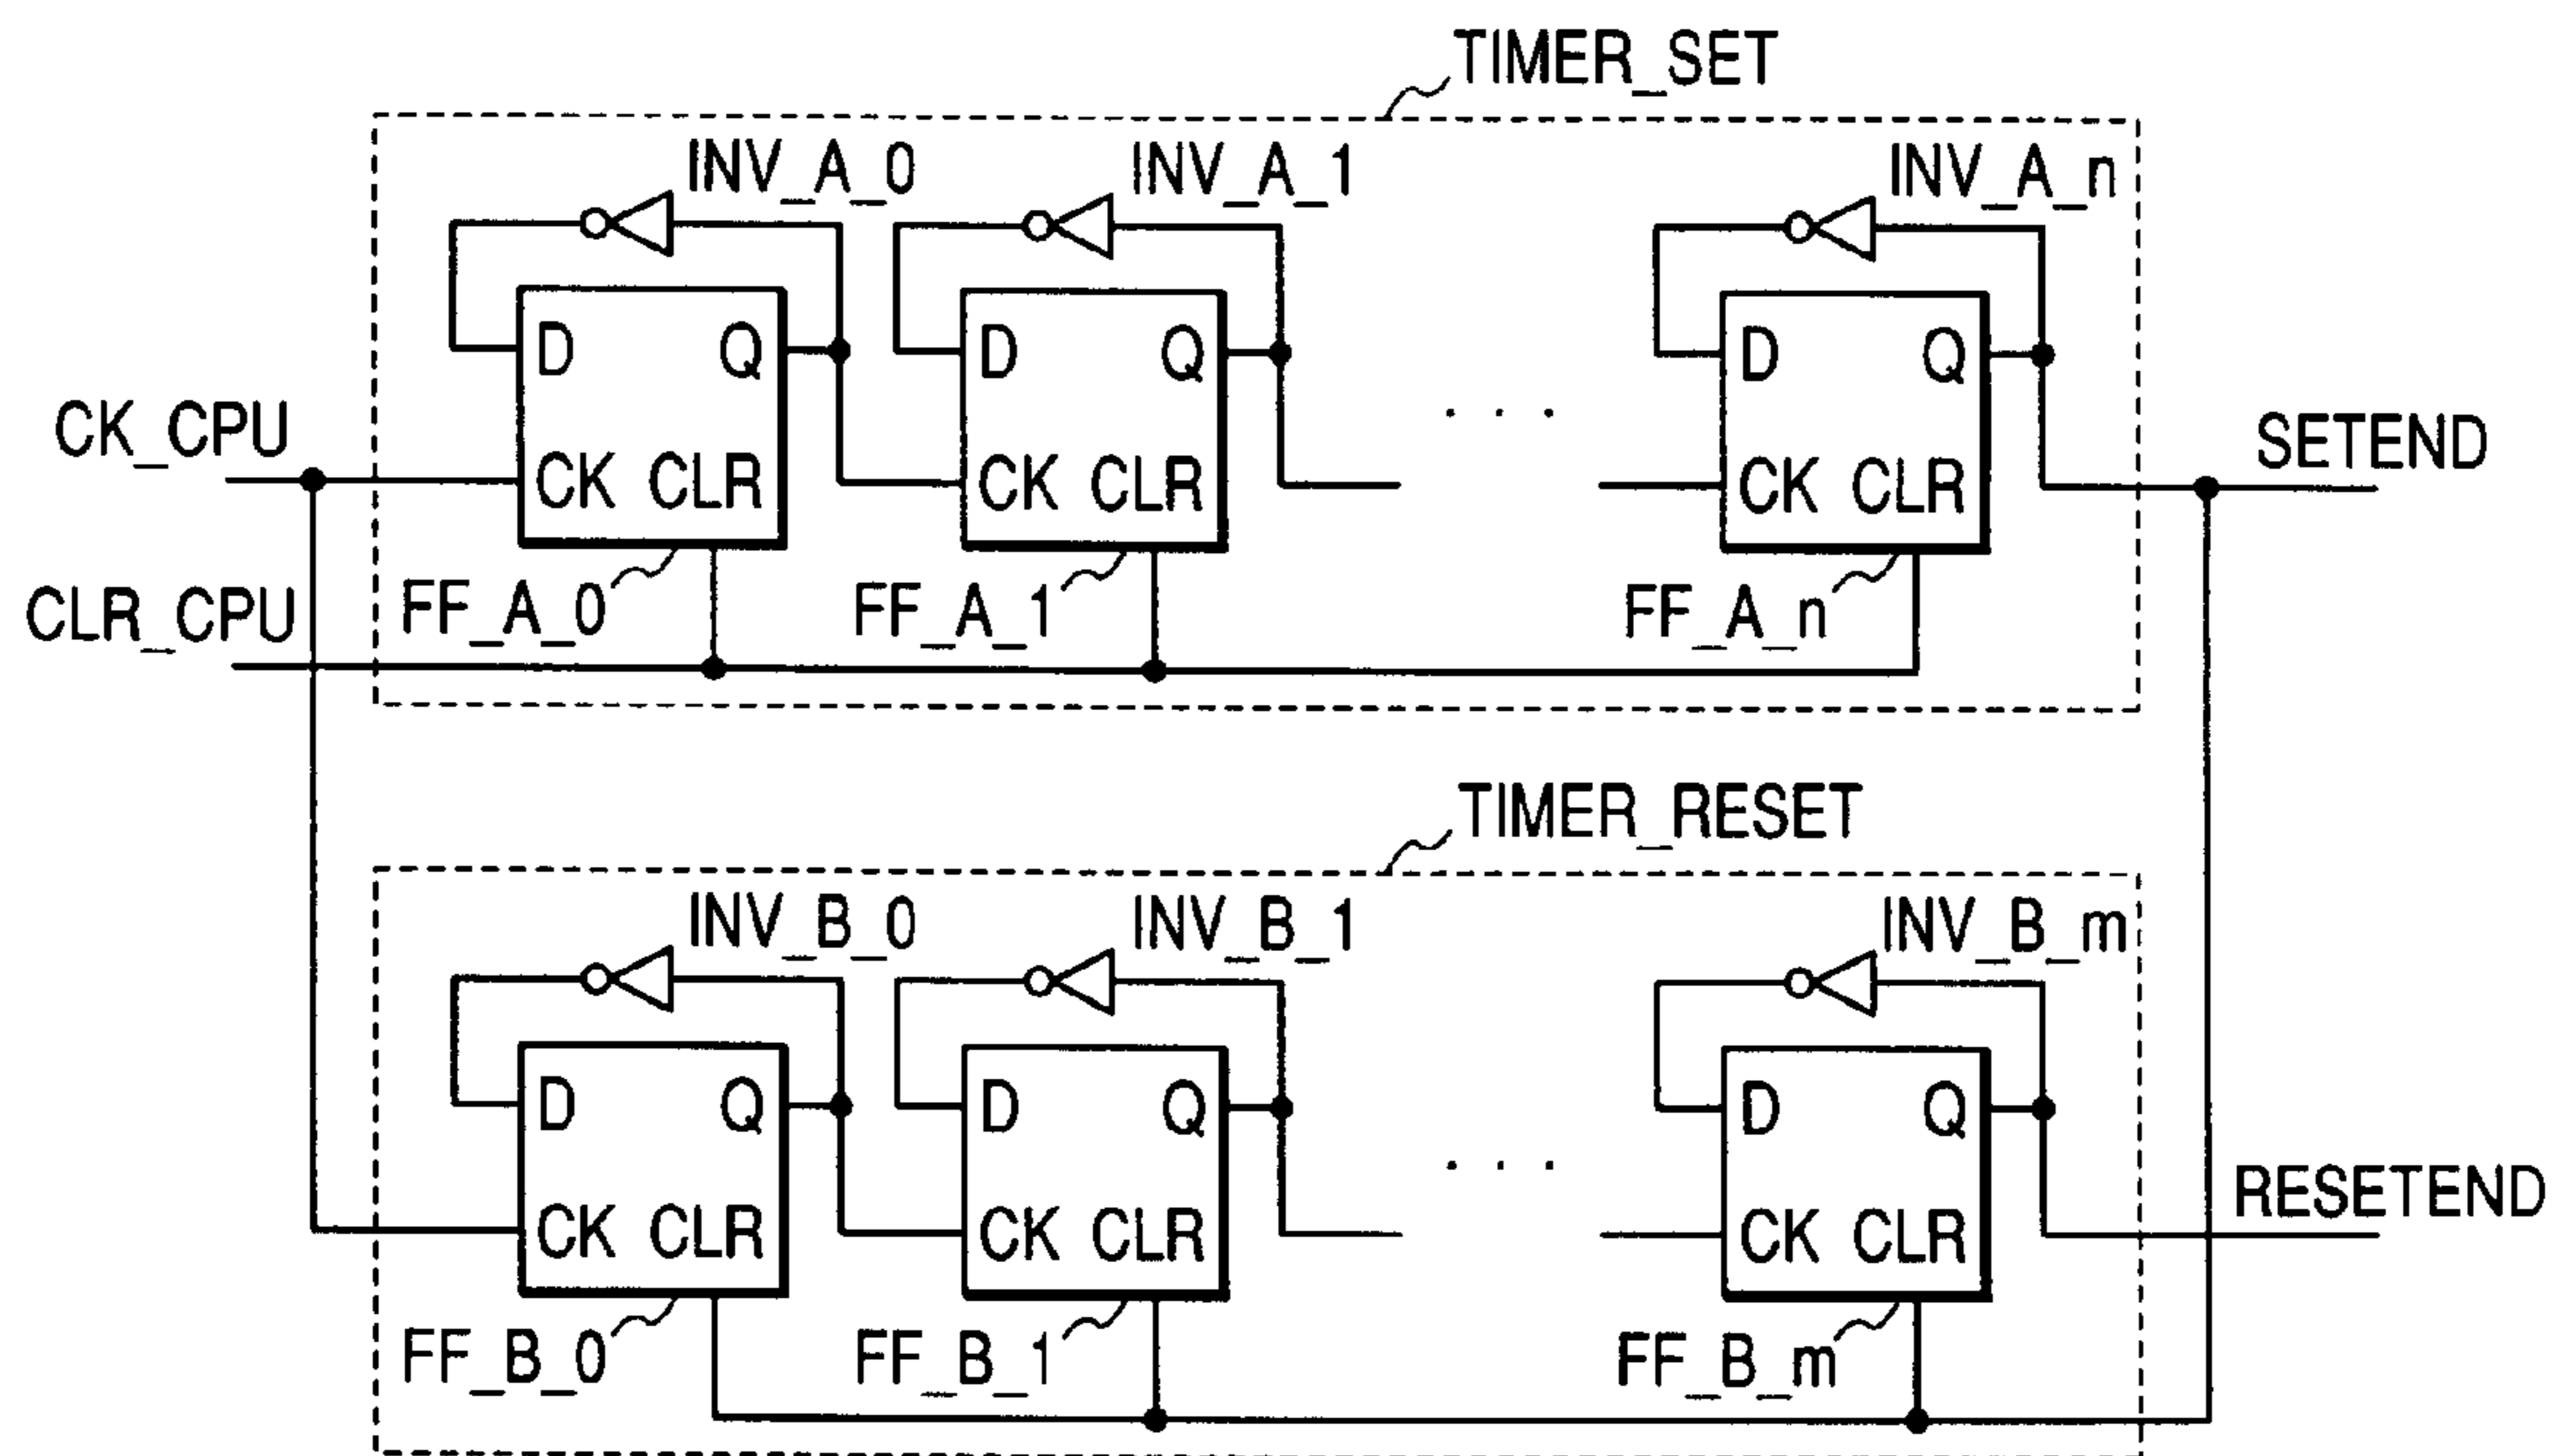 TIMER_SET
INV_A_0 INV_A_1 INV_A_n
D Q D Q D Q
CK_CPU
CK CLR CK CLR CK CLR
SETEND
CLR_CPU
FF_A_0 FF_A_1 FF_A_n
. . .
TIMER_RESET
INV_B_0 INV_B_1 INV_B_m
D Q D Q D Q
. . .
CK CLR CK CLR CK CLR
RESETEND
FF_B_0 FF_B_1 FF_B_m